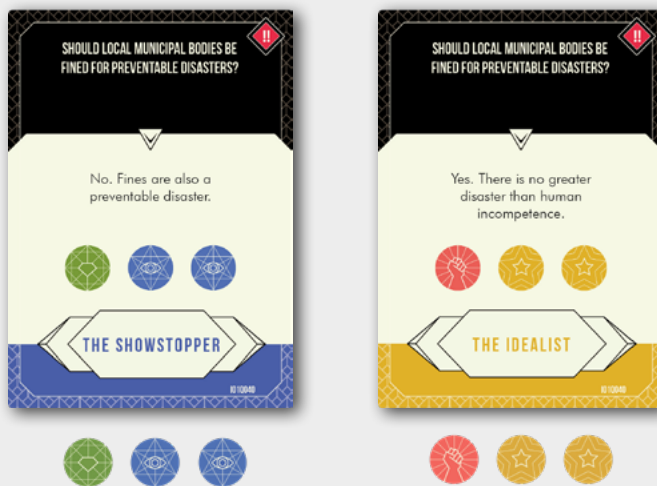 SHOULD LOCAL MUNICIPAL BODIES BE
FINED FOR PREVENTABLE DISASTERS?
!!
No. Fines are also a
preventable disaster.
THE SHOWSTOPPER
SHOULD LOCAL MUNICIPAL BODIES BE
FINED FOR PREVENTABLE DISASTERS?
!!
Yes. There is no greater
disaster than human
incompetence.
THE IDEALIST